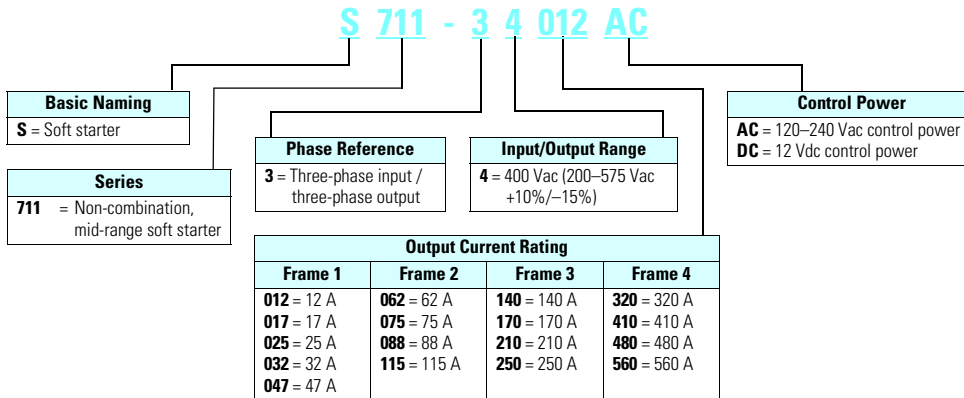 S 711 - 3 4 012 AC
Basic Naming
S = Soft starter
Series
711 = Non-combination,
mid-range soft starter
Phase Reference
3 = Three-phase input /
three-phase output
Input/Output Range
4 = 400 Vac (200–575 Vac
+10%/–15%)
Control Power
AC = 120–240 Vac control power
DC = 12 Vdc control power
Output Current Rating
Frame 1 Frame 2 Frame 3 Frame 4
012 = 12 A 062 = 62 A 140 = 140 A 320 = 320 A
017 = 17 A 075 = 75 A 170 = 170 A 410 = 410 A
025 = 25 A 088 = 88 A 210 = 210 A 480 = 480 A
032 = 32 A 115 = 115 A 250 = 250 A 560 = 560 A
047 = 47 A